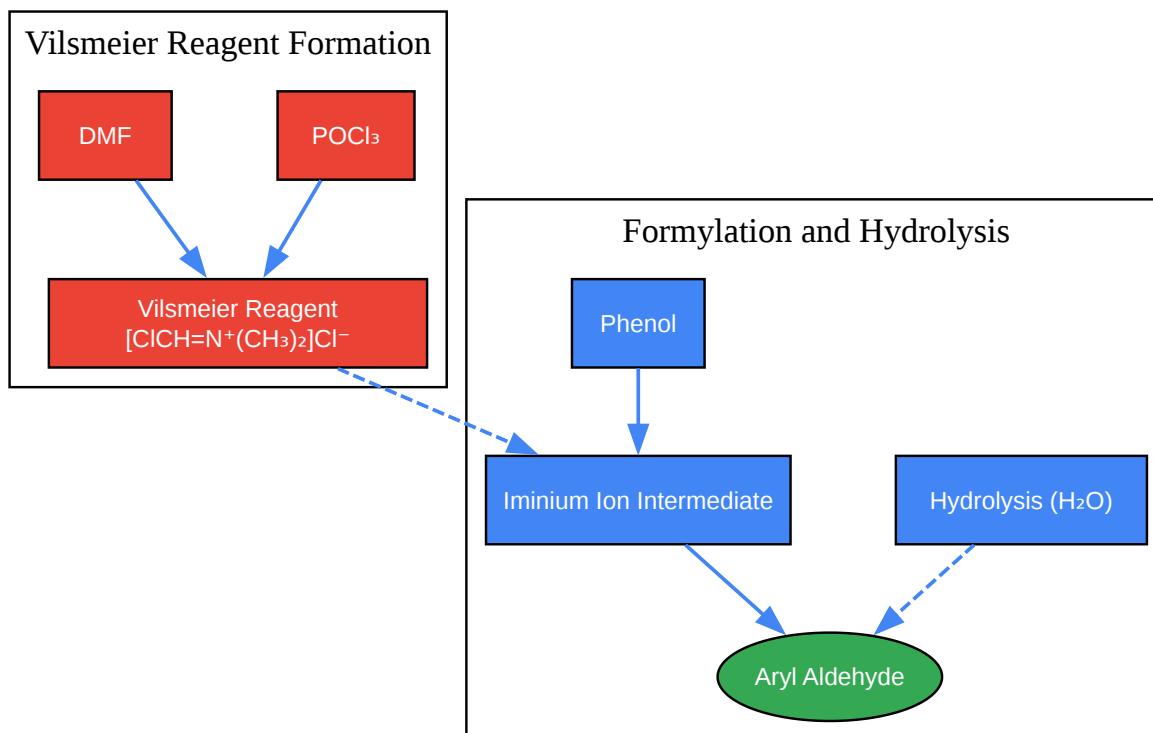 Vilsmeier Reagent Formation
DMF
POCl₃
Vilsmeier Reagent
[ClCH=N⁺(CH₃)₂]Cl⁻
Formylation and Hydrolysis
Phenol
Iminium Ion Intermediate
Hydrolysis (H₂O)
Aryl Aldehyde